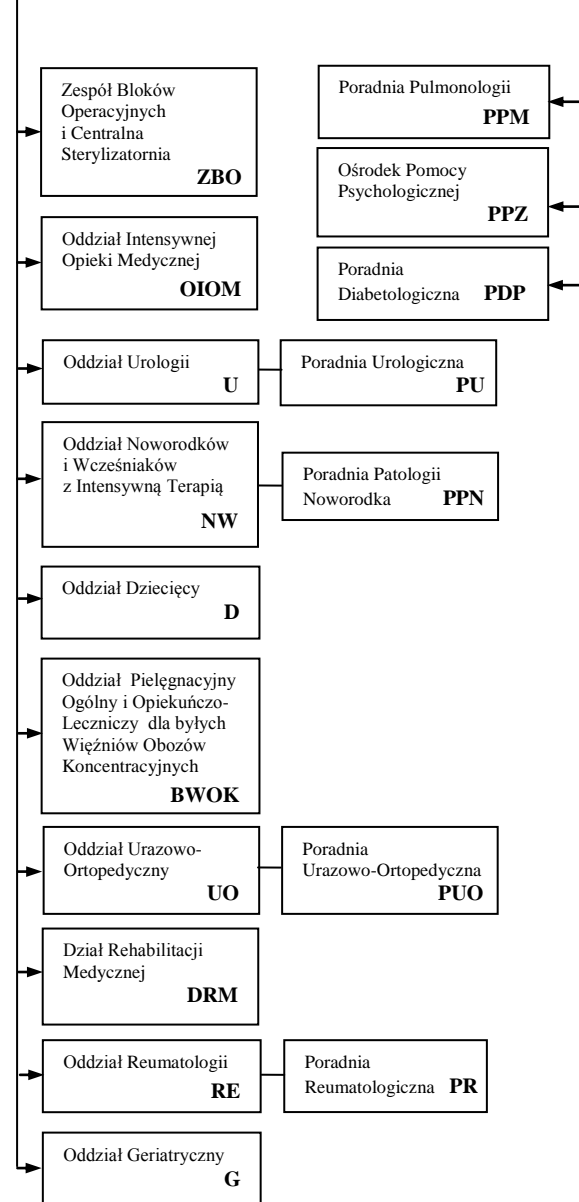 Zespół Bloków
Operacyjnych
i Centralna
Sterylizatornia
ZBO
Poradnia Pulmonologii
PPM
Ośrodek Pomocy
Psychologicznej
PPZ
Oddział Intensywnej
Opieki Medycznej
OIOM
Poradnia
Diabetologiczna PDP
Oddział Urologii
U
Poradnia Urologiczna
PU
Oddział Noworodków
i Wcześniaków
z Intensywną Terapią
NW
Poradnia Patologii
Noworodka PPN
Oddział Dziecięcy
D
Oddział Pielęgnacyjny
Ogólny i Opiekuńczo-
Leczniczy dla byłych
Więźniów Obozów
Koncentracyjnych
BWOK
Oddział Urazowo-
Ortopedyczny
UO
Poradnia
Urazowo-Ortopedyczna
PUO
Dział Rehabilitacji
Medycznej
DRM
Oddział Reumatologii
RE
Poradnia
Reumatologiczna PR
Oddział Geriatryczny
G